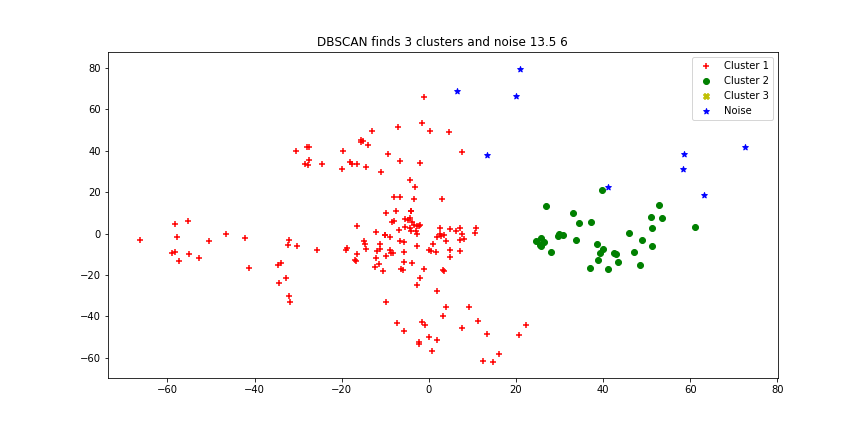 DBSCAN finds 3 clusters and noise 13.5 6
Cluster 1
Cluster 2
Cluster 3
Noise
80
60
40
20
0
−20
−40
−60
−60 −40 −20 0 20 40 60 80